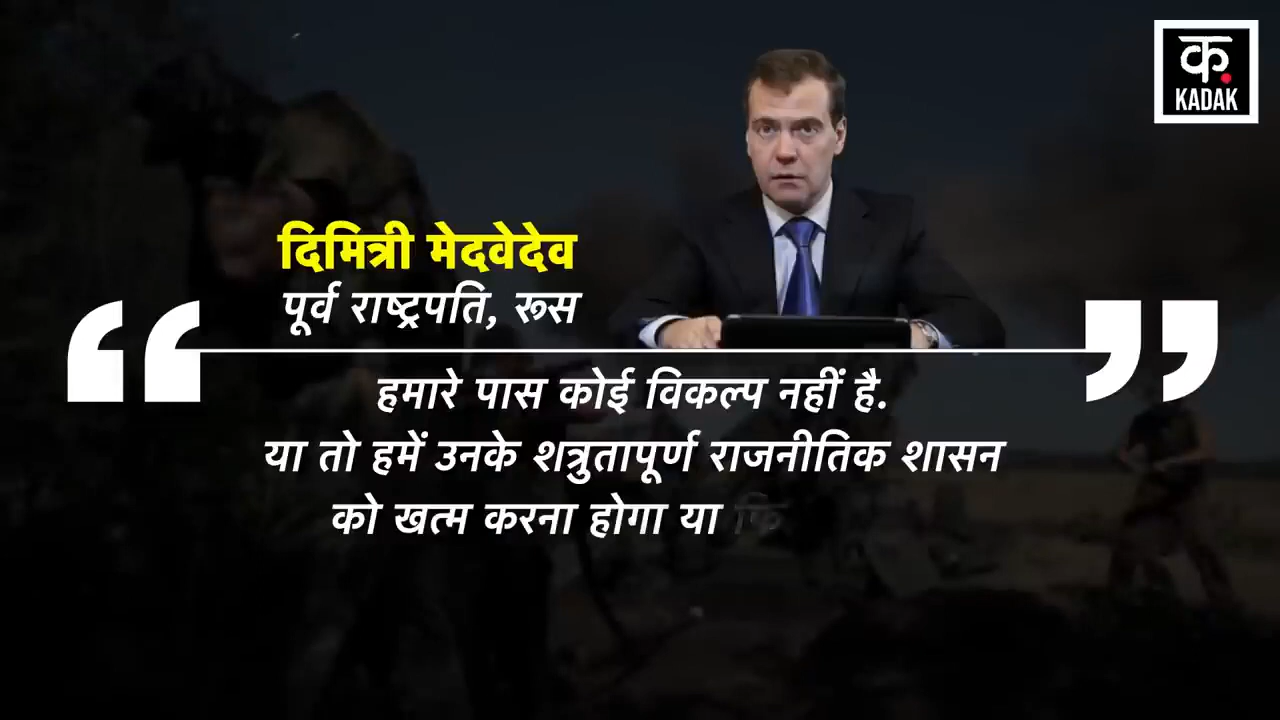 क.
KADAK
दिमित्री मेदवेदेव
पूर्व राष्ट्रपति, रूस
“ ”
हमारे पास कोई विकल्प नहीं है.
या तो हमें उनके शत्रुतापूर्ण राजनीतिक शासन
को खत्म करना होगा या